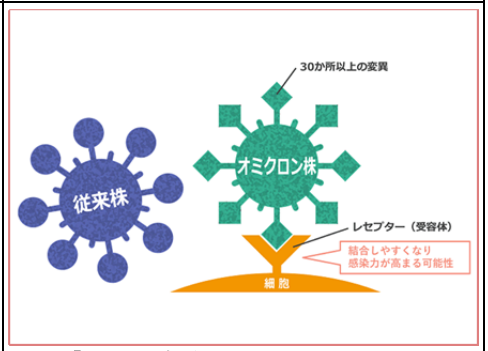 30か所以上の変異
従来株
オミクロン株
レセプター（受容体）
結合しやすくなり
感染力が高まる可能性
細胞